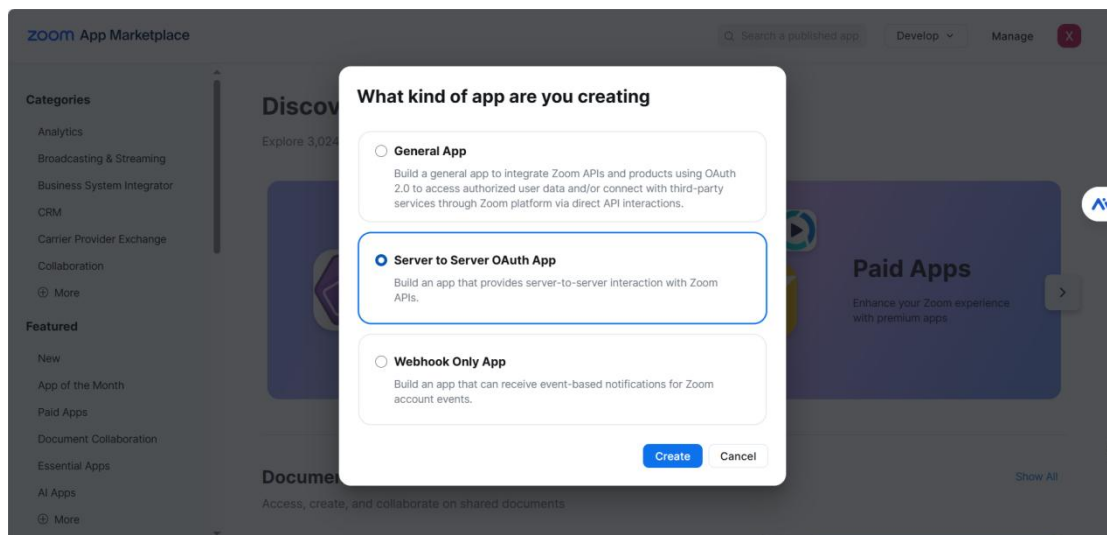 zoom App Marketplace
Search a published app
Develop
Manage
X
Categories
Analytics
Broadcasting & Streaming
Business System Integrator
CRM
Carrier Provider Exchange
Collaboration
More
Featured
New
App of the Month
Paid Apps
Document Collaboration
Essential Apps
AI Apps
More
Discov
Explore 3,024
What kind of app are you creating
General App
Build a general app to integrate Zoom APIs and products using OAuth
2.0 to access authorized user data and/or connect with third-party
services through Zoom platform via direct API interactions.
Server to Server OAuth App
Build an app that provides server-to-server interaction with Zoom
APIs.
Webhook Only App
Build an app that can receive event-based notifications for Zoom
account events.
Create
Cancel
Paid Apps
Enhance your Zoom experience
with premium apps
Docume
Show All
Access, create, and collaborate on shared documents